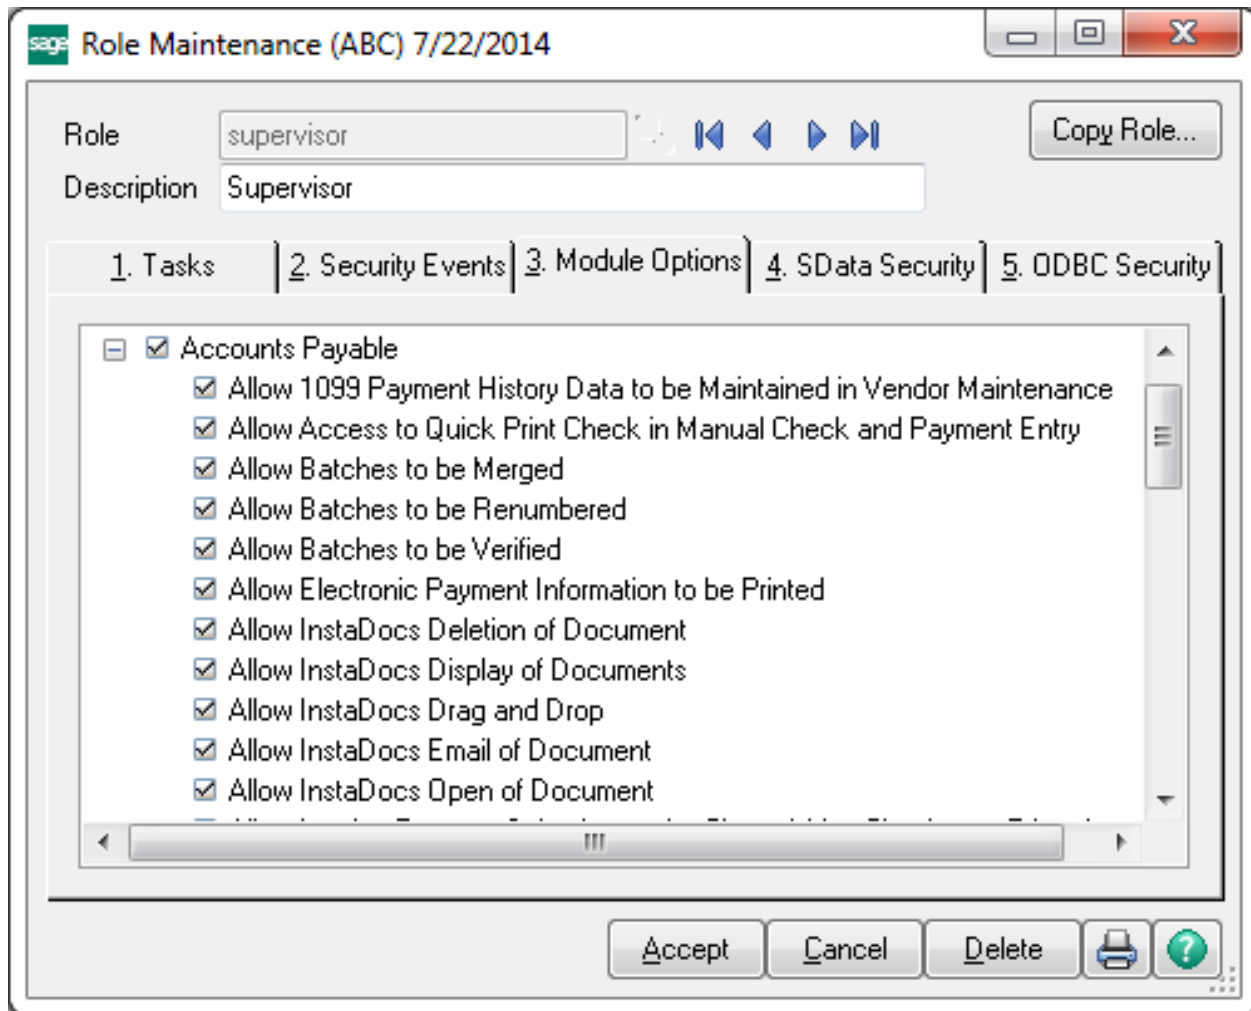 sage Role Maintenance (ABC) 7/22/2014
Role supervisor Copy Role...
Description Supervisor
1. Tasks 2. Security Events 3. Module Options 4. SData Security 5. ODBC Security
Accounts Payable
Allow 1099 Payment History Data to be Maintained in Vendor Maintenance
Allow Access to Quick Print Check in Manual Check and Payment Entry
Allow Batches to be Merged
Allow Batches to be Renumbered
Allow Batches to be Verified
Allow Electronic Payment Information to be Printed
Allow InstaDocs Deletion of Document
Allow InstaDocs Display of Documents
Allow InstaDocs Drag and Drop
Allow InstaDocs Email of Document
Allow InstaDocs Open of Document
Accept Cancel Delete ?